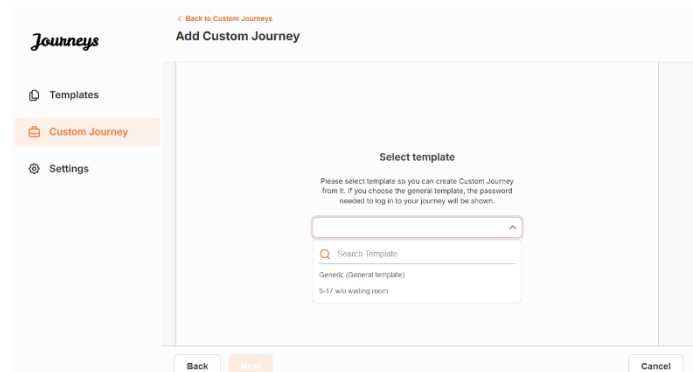 < Back to Custom Journeys
Journeys
Add Custom Journey
Templates
Custom Journey
Settings
Select template
Please select template so you can create Custom Journey
from it. If you choose the general template, the password
needed to log in to your journey will be shown.
Search Template
Generic (General template)
5-17 w/o waiting room
Back
Next
Cancel